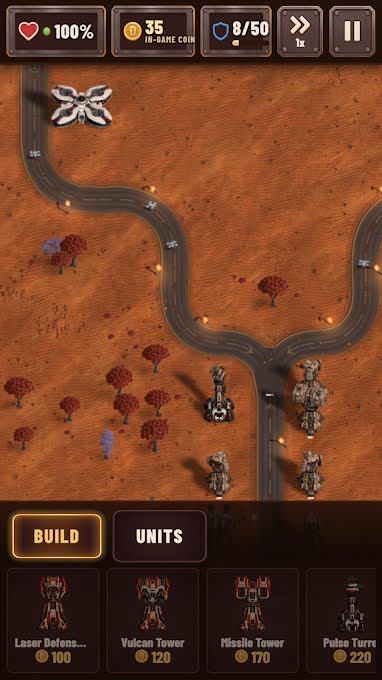 100%
35
IN-GAME COIN
8/50
1x
BUILD
UNITS
Laser Defens...
Vulcan Tower
Missile Tower
Pulse Turre
100
120
170
220